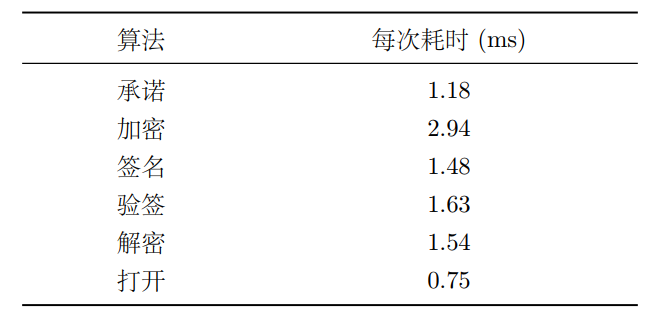 算法 每次耗时 (ms)
承诺 1.18
加密 2.94
签名 1.48
验签 1.63
解密 1.54
打开 0.75